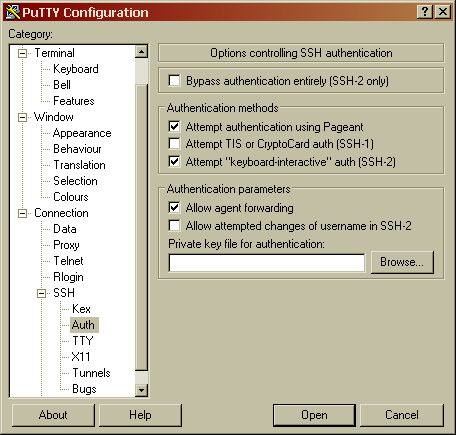 PuTTY Configuration
Category:
Terminal
Keyboard
Bell
Features
Window
Appearance
Behaviour
Translation
Selection
Colours
Connection
Data
Proxy
Telnet
Rlogin
SSH
Kex
Auth
TTY
X11
Tunnels
Bugs
Options controlling SSH authentication
Bypass authentication entirely (SSH-2 only)
Authentication methods
Attempt authentication using Pageant
Attempt TIS or CryptoCard auth (SSH-1)
Attempt "keyboard-interactive" auth (SSH-2)
Authentication parameters
Allow agent forwarding
Allow attempted changes of username in SSH-2
Private key file for authentication:
Browse...
About
Help
Open
Cancel